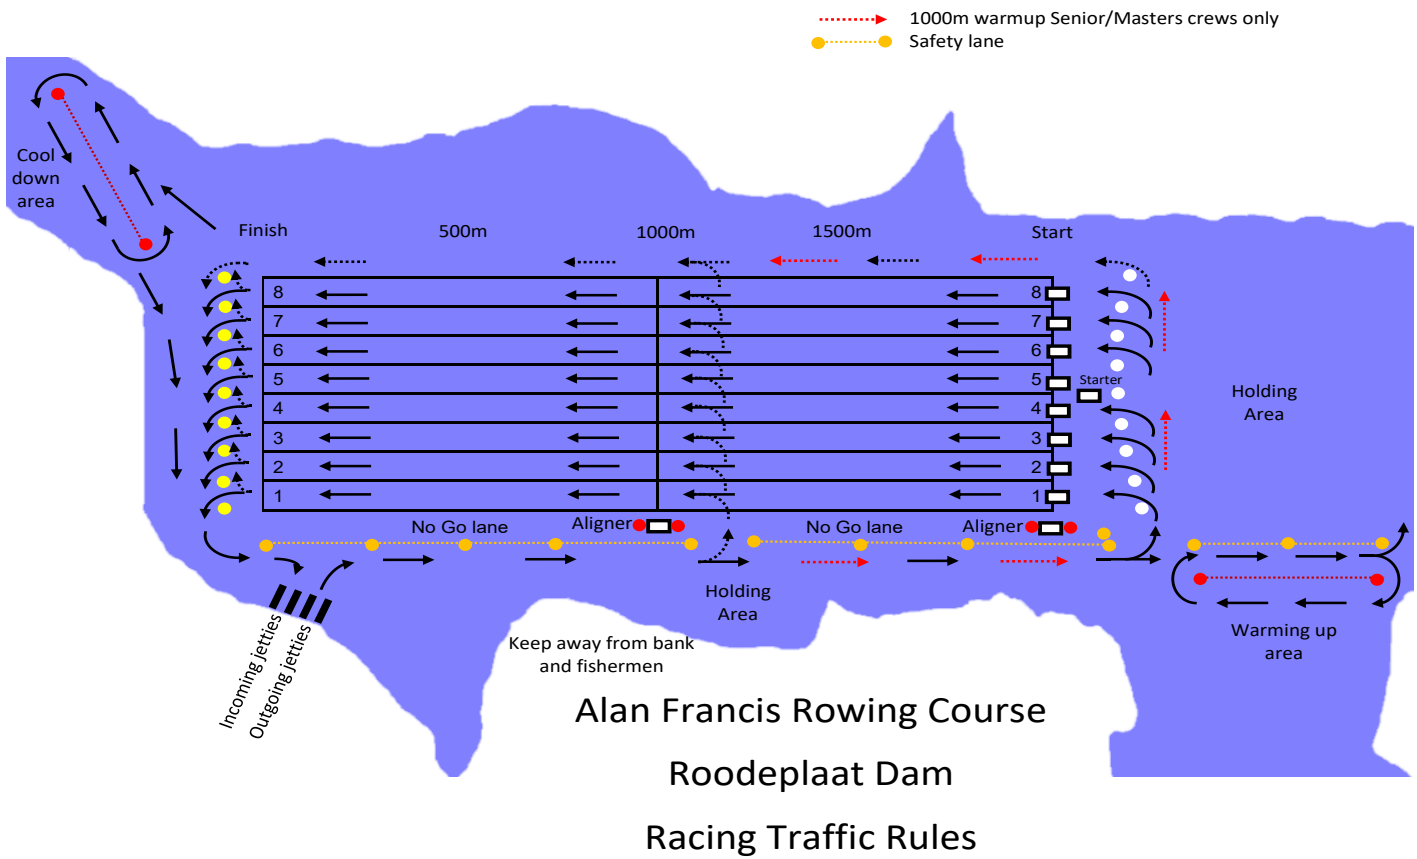 1000m warmup Senior/Masters crews only
Safety lane
Cool
down
area
Finish
500m
1000m
1500m
Start
8
7
6
5
4
3
2
1
8
7
6
5
4
3
2
1
Starter
Holding
Area
No Go lane
Aligner
No Go lane
Aligner
Holding
Area
Incoming jetties
Outgoing jetties
Keep away from bank
and fishermen
Warming up
area
Alan Francis Rowing Course
Roodeplaat Dam
Racing Traffic Rules